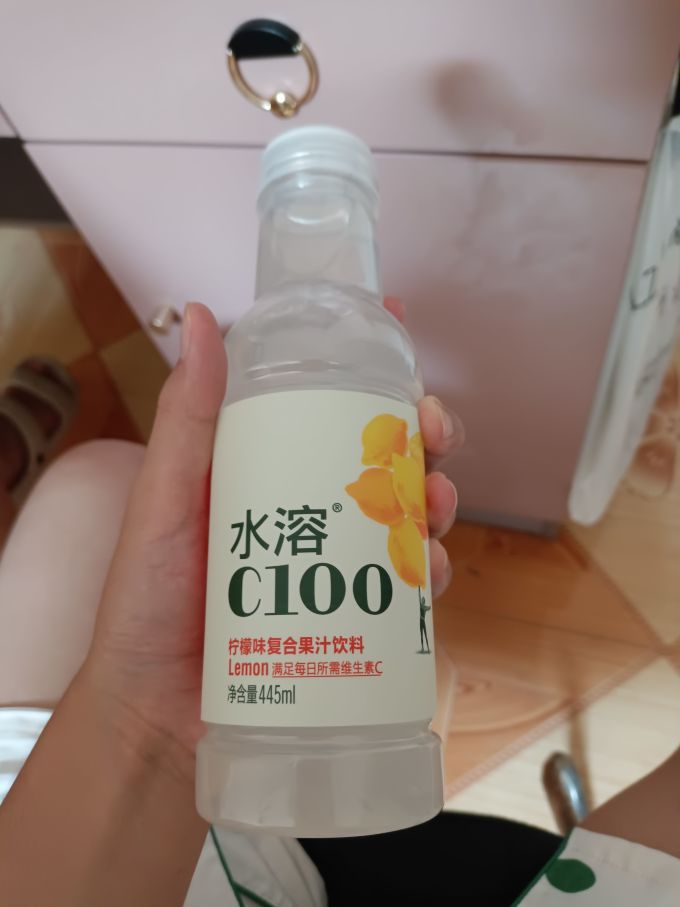 水溶®
C100
柠檬味复合果汁饮料
Lemon 满足每日所需维生素C
净含量445ml